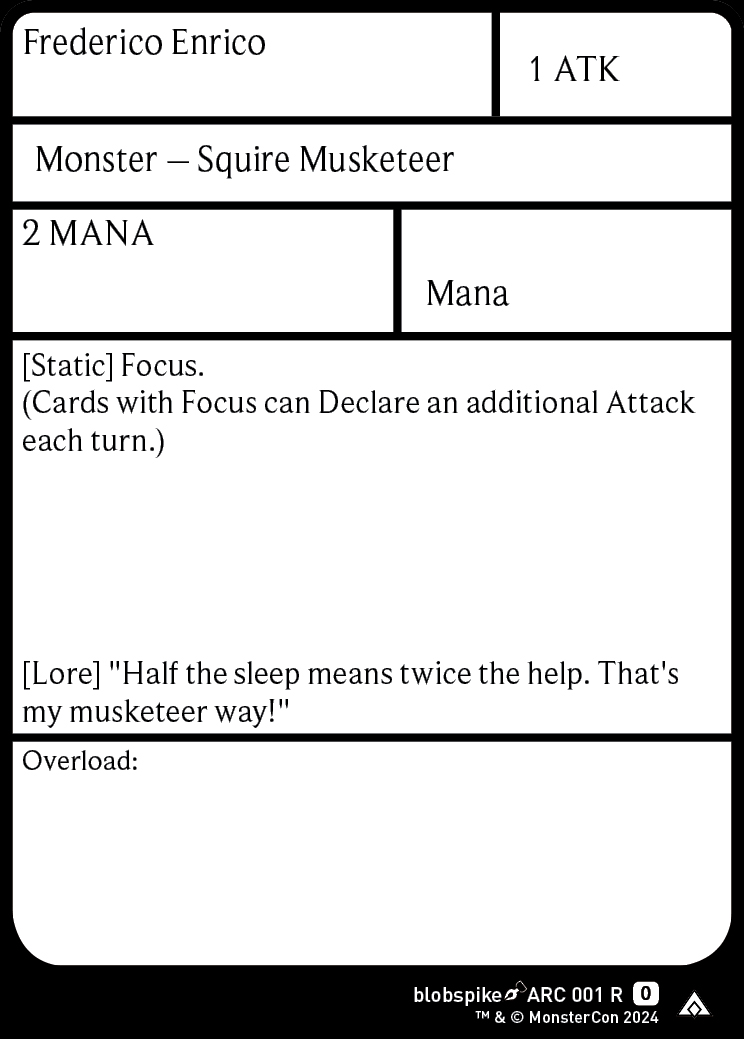 Frederico Enrico
1 ATK
Monster – Squire Musketeer
2 MANA
Mana
[Static] Focus.
(Cards with Focus can Declare an additional Attack
each turn.)
[Lore] "Half the sleep means twice the help. That's
my musketeer way!"
Overload:
blobspike ARC 001 R 0
™ & © MonsterCon 2024